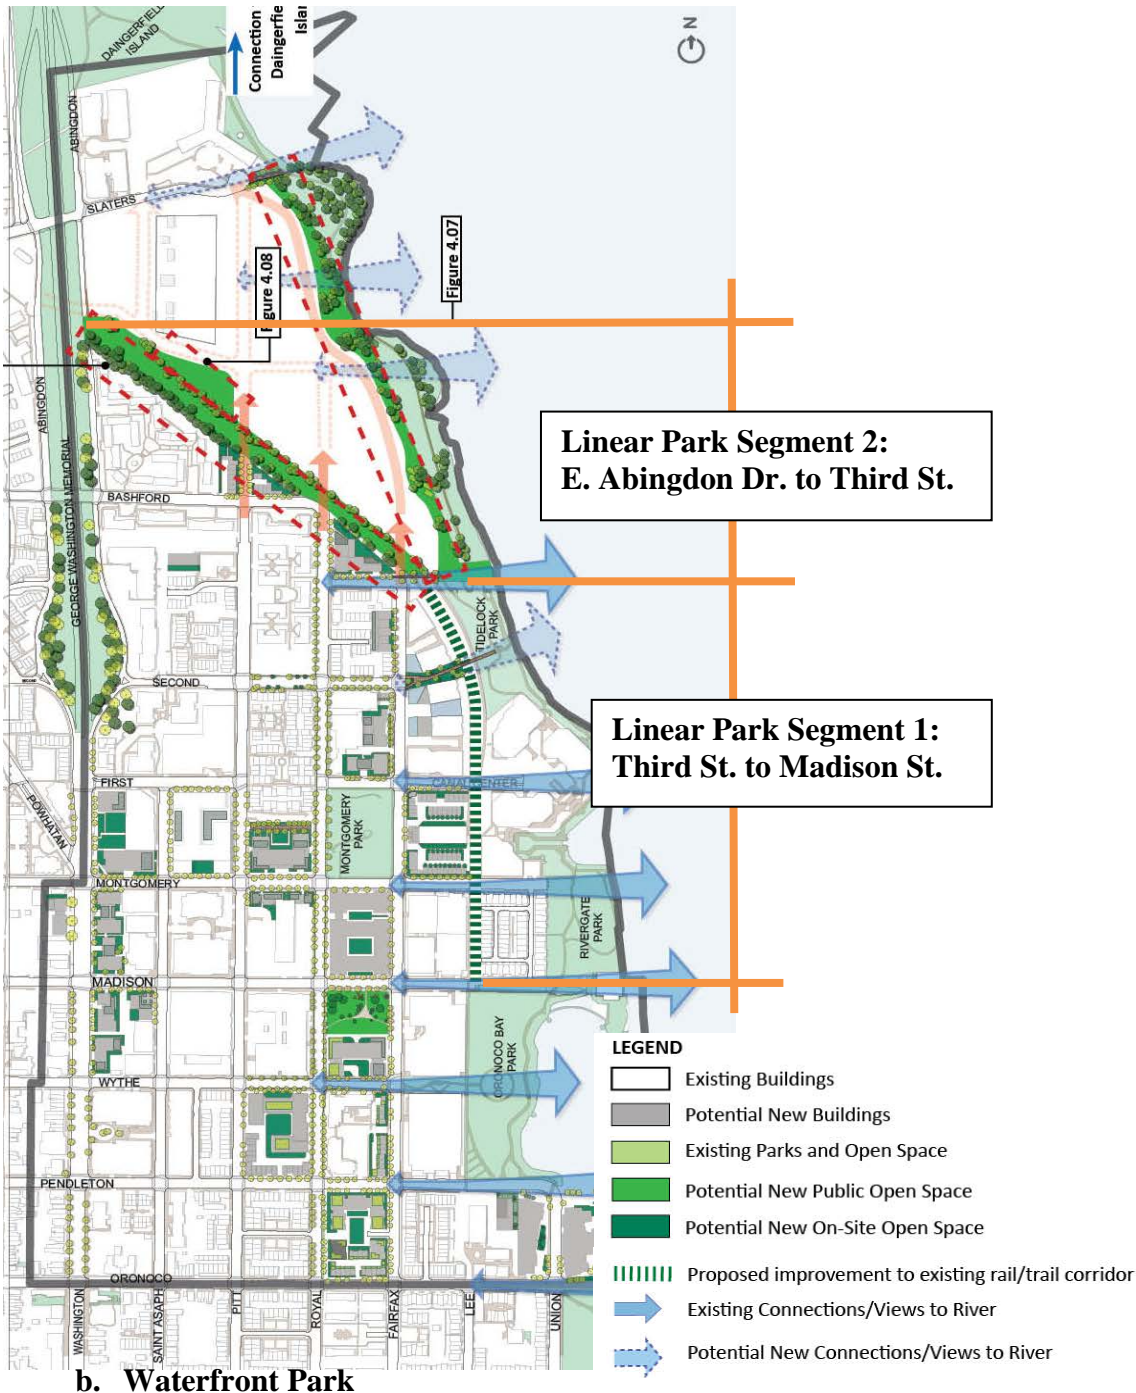 DAINGERFIELD
ISLAND
Connection
Daingerfie
Islan
N
ABINGDON
SLATERS
Figure 4.07
Figure 4.08
ABINGDON
GEORGE WASHINGTON MEMORIAL
BASHFORD
Linear Park Segment 2:
E. Abingdon Dr. to Third St.
TIDELOCK
PARK
SECOND
SECOND
Linear Park Segment 1:
Third St. to Madison St.
FIRST
CANAL CENTER
POWHATAN
MONTGOMERY
PARK
MONTGOMERY
RIVERGATE
PARK
MADISON
ORONOCO BAY
PARK
WYTHE
PENDLETON
ORONOCO
WASHINGTON
SAINT ASAPH
PITT
ROYAL
FAIRFAX
LEE
UNION
LEGEND
Existing Buildings
Potential New Buildings
Existing Parks and Open Space
Potential New Public Open Space
Potential New On-Site Open Space
Proposed improvement to existing rail/trail corridor
Existing Connections/Views to River
Potential New Connections/Views to River
b. Waterfront Park